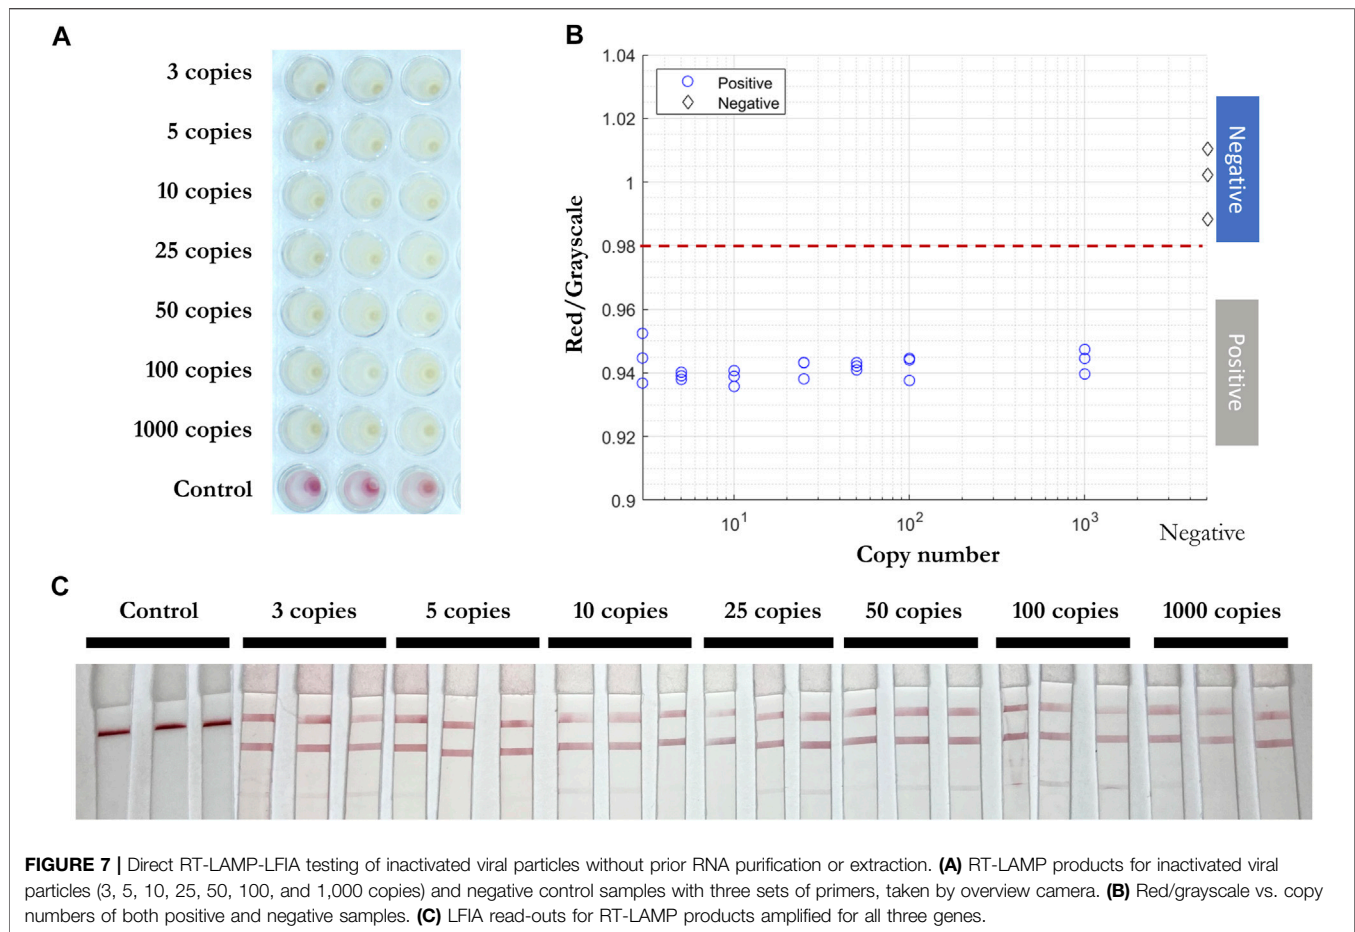 A
3 copies
5 copies
10 copies
25 copies
50 copies
100 copies
1000 copies
Control
B
1.04
1.02
1
0.98
0.96
0.94
0.92
0.9
Red/Grayscale
Positive
Negative
10¹
10²
10³
Negative
Copy number
Negative
Positive
C
Control
3 copies
5 copies
10 copies
25 copies
50 copies
100 copies
1000 copies
FIGURE 7 | Direct RT-LAMP-LFIA testing of inactivated viral particles without prior RNA purification or extraction. (A) RT-LAMP products for inactivated viral
particles (3, 5, 10, 25, 50, 100, and 1,000 copies) and negative control samples with three sets of primers, taken by overview camera. (B) Red/grayscale vs. copy
numbers of both positive and negative samples. (C) LFIA read-outs for RT-LAMP products amplified for all three genes.